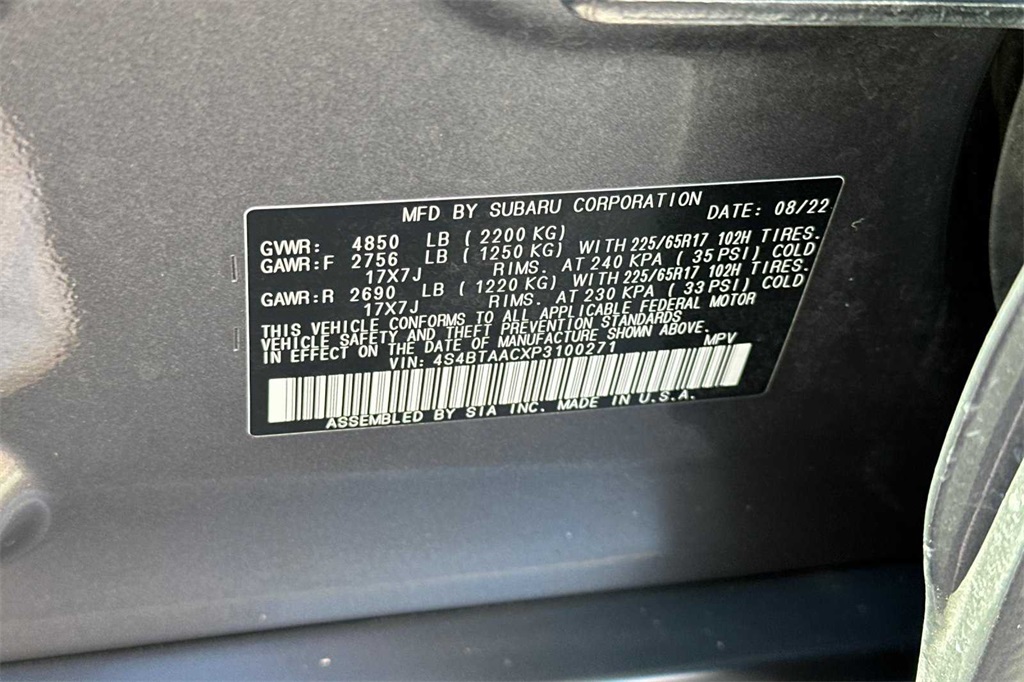 MFD BY SUBARU CORPORATION DATE: 08/22
GVWR: 4850 LB ( 2200 KG)
GAWR:F 2756 LB ( 1250 KG) WITH 225/65R17 102H TIRES.
17X7J RIMS. AT 240 KPA ( 35 PSI) COLD
GAWR:R 2690 LB ( 1220 KG) WITH 225/65R17 102H TIRES.
17X7J RIMS. AT 230 KPA ( 33 PSI) COLD
THIS VEHICLE CONFORMS TO ALL APPLICABLE FEDERAL MOTOR
VEHICLE SAFETY AND THEFT PREVENTION STANDARDS
IN EFFECT ON THE DATE OF MANUFACTURE SHOWN ABOVE.
VIN: 4S4BTAACXP3100271 MPV
ASSEMBLED BY SIA INC. MADE IN U.S.A.